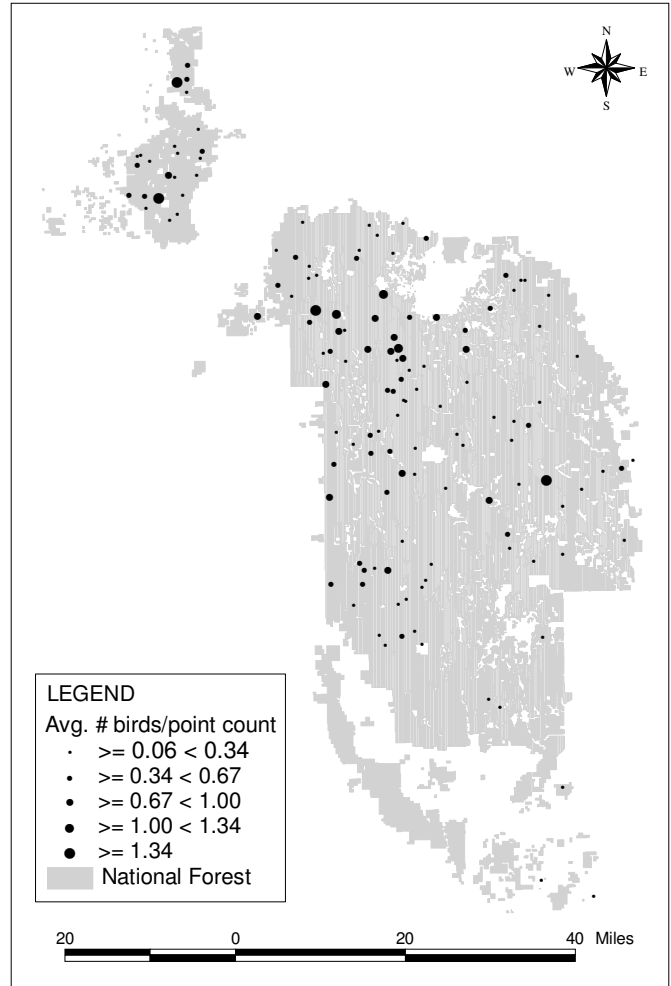 N
W E
S
LEGEND
Avg. # birds/point count
>= 0.06 < 0.34
>= 0.34 < 0.67
>= 0.67 < 1.00
>= 1.00 < 1.34
>= 1.34
National Forest
20 0 20 40 Miles